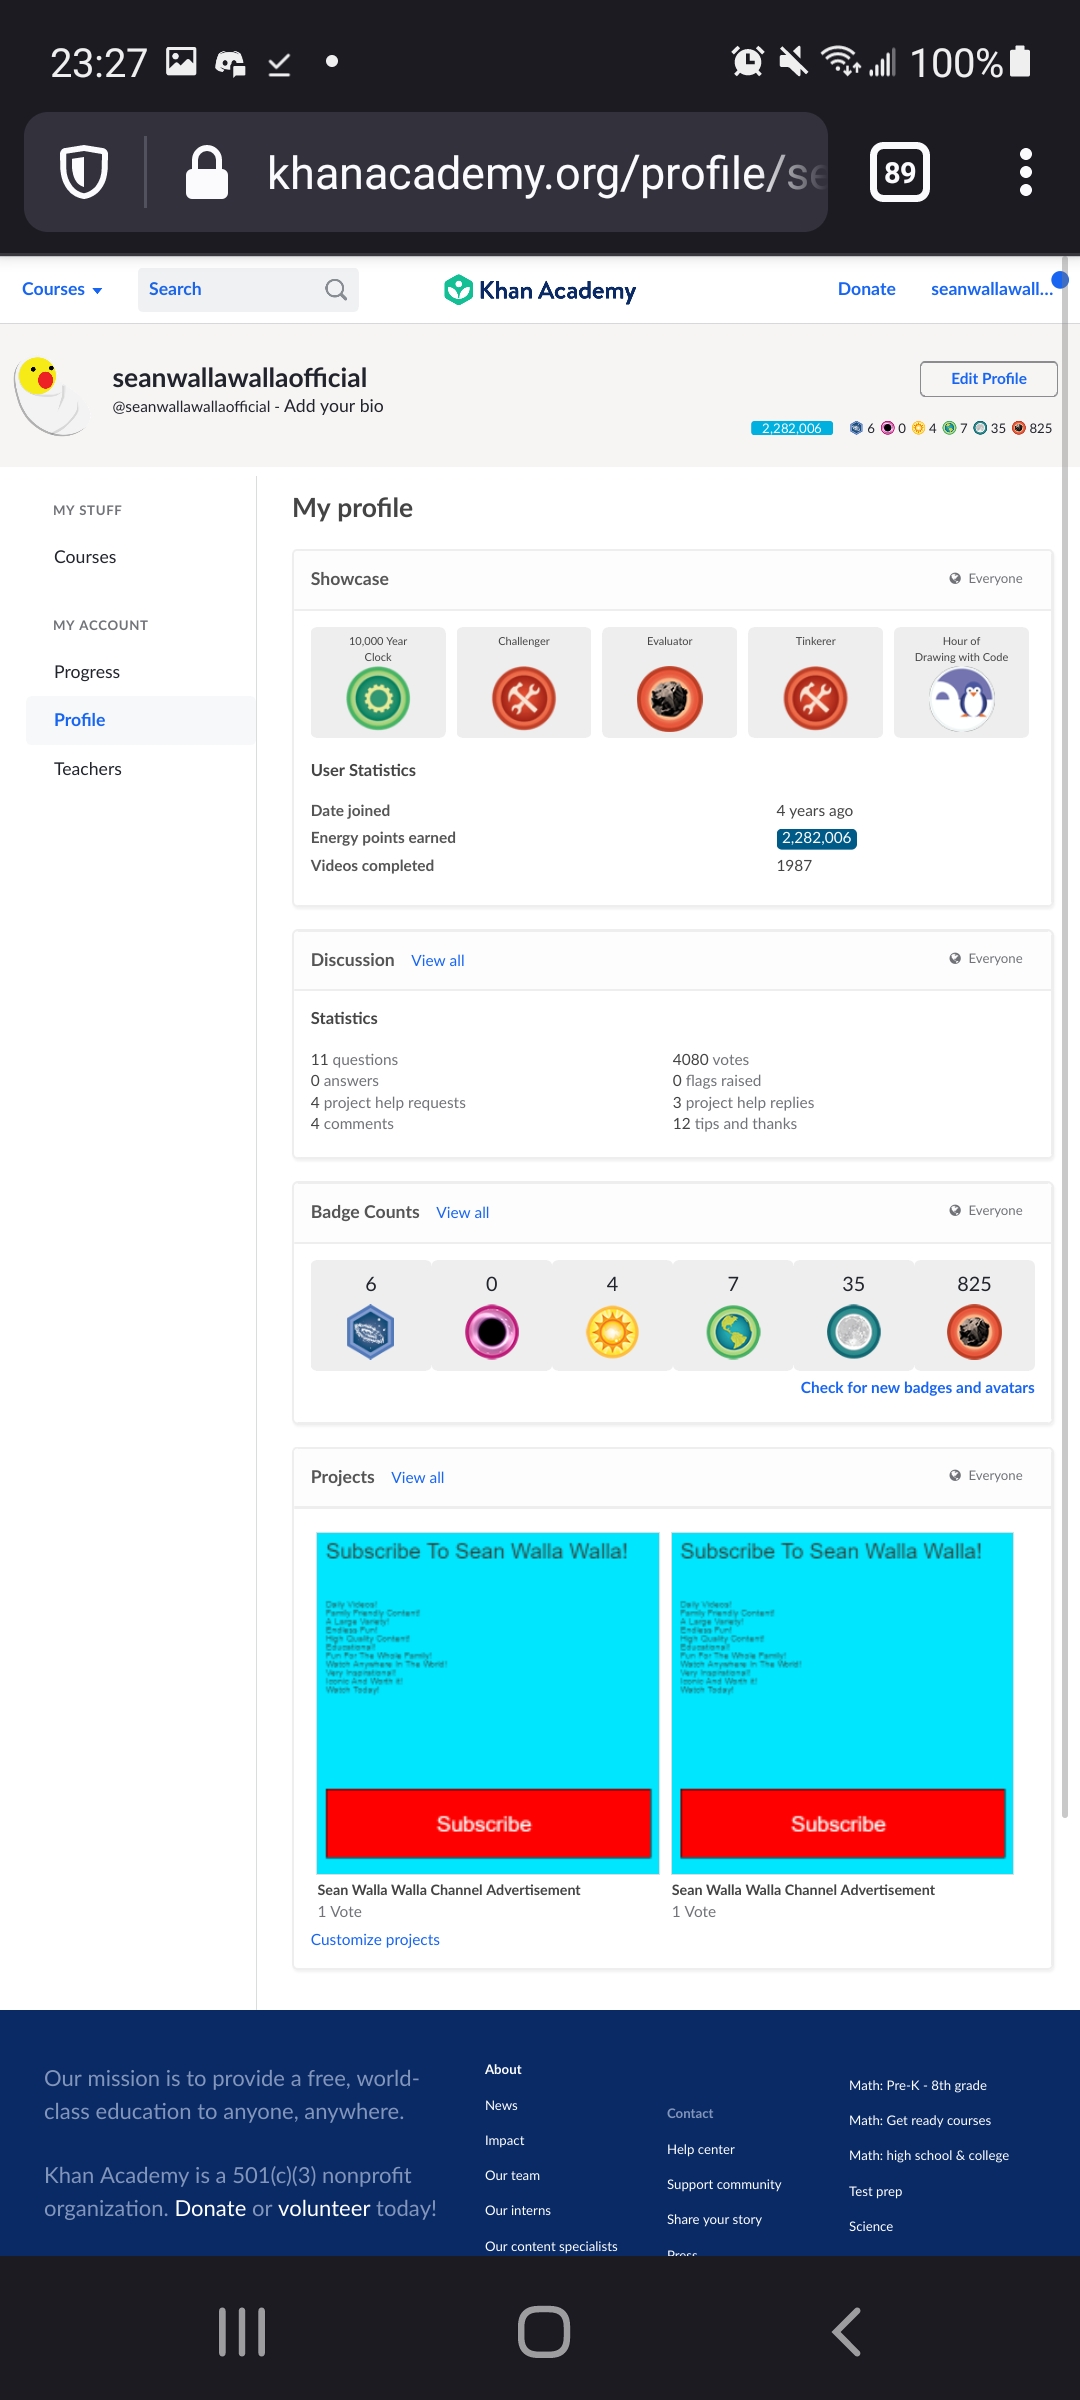 23:27
100%
khanacademy.org/profile/se
89
Courses
Search
Khan Academy
Donate
seanwallawall...
seanwallawallaofficial
@seanwallawallaofficial - Add your bio
Edit Profile
2,282,006 6 0 4 7 35 825
MY STUFF
Courses
MY ACCOUNT
Progress
Profile
Teachers
My profile
Showcase
Everyone
10,000 Year
Clock
Challenger
Evaluator
Tinkerer
Hour of
Drawing with Code
User Statistics
Date joined 4 years ago
Energy points earned 2,282,006
Videos completed 1987
Discussion View all
Everyone
Statistics
11 questions 4080 votes
0 answers 0 flags raised
4 project help requests 3 project help replies
4 comments 12 tips and thanks
Badge Counts View all
Everyone
6 0 4 7 35 825
Check for new badges and avatars
Projects View all
Everyone
Subscribe To Sean Walla Walla!
Daily Videos!
Family Friendly Content!
A Large Variety!
Endless Fun!
High Quality Content!
Educational!
Fun For The Whole Family!
Watch Anywhere In The World!
Very Inspirational!
Iconic And Worth It!
Watch Today!
Subscribe
Sean Walla Walla Channel Advertisement
1 Vote
Subscribe To Sean Walla Walla!
Daily Videos!
Family Friendly Content!
A Large Variety!
Endless Fun!
High Quality Content!
Educational!
Fun For The Whole Family!
Watch Anywhere In The World!
Very Inspirational!
Iconic And Worth It!
Watch Today!
Subscribe
Sean Walla Walla Channel Advertisement
1 Vote
Customize projects
Our mission is to provide a free, world-
class education to anyone, anywhere.
Khan Academy is a 501(c)(3) nonprofit
organization. Donate or volunteer today!
About
News
Impact
Our team
Our interns
Our content specialists
Contact
Help center
Support community
Share your story
Press
Math: Pre-K - 8th grade
Math: Get ready courses
Math: high school & college
Test prep
Science